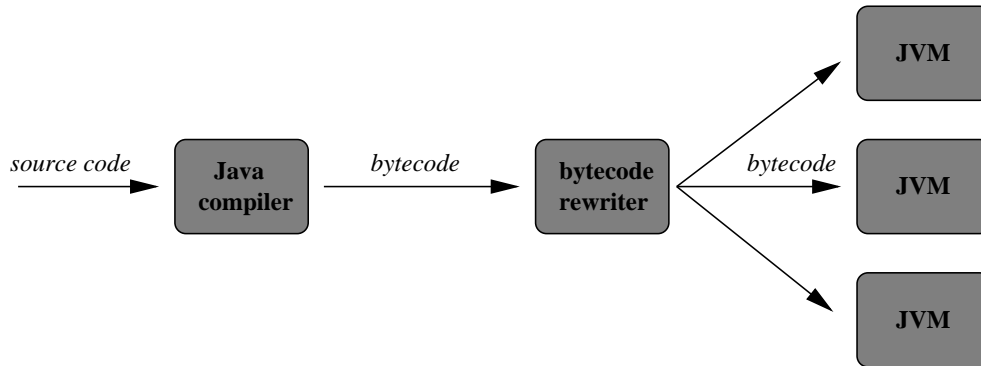 JVM
source code
Java
compiler
bytecode
bytecode
rewriter
bytecode
JVM
JVM